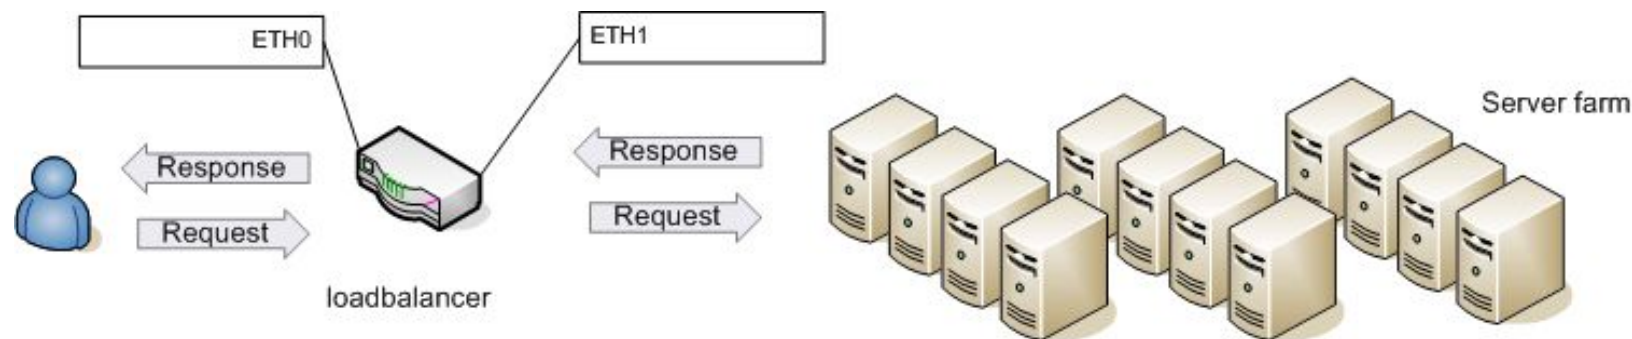 ETH0
ETH1
Server farm
Response
Response
Request
Request
loadbalancer